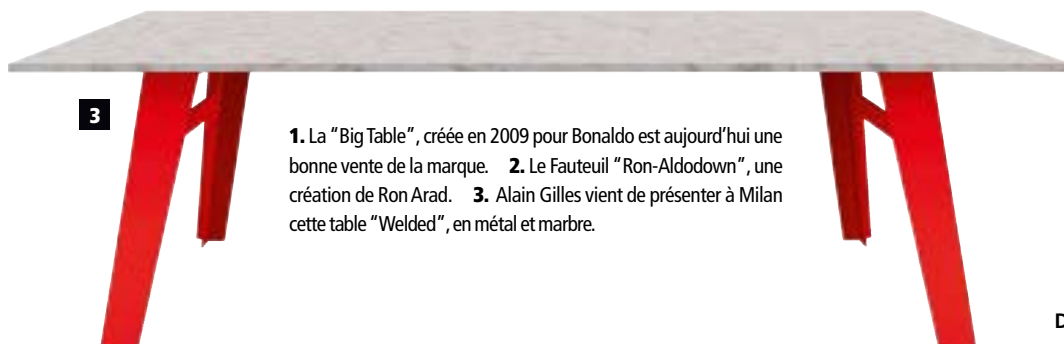 3
1. La “Big Table”, créée en 2009 pour Bonaldo est aujourd’hui une
bonne vente de la marque. 2. Le Fauteuil “Ron-Aldodown”, une
création de Ron Arad. 3. Alain Gilles vient de présenter à Milan
cette table “Welded”, en métal et marbre.
D